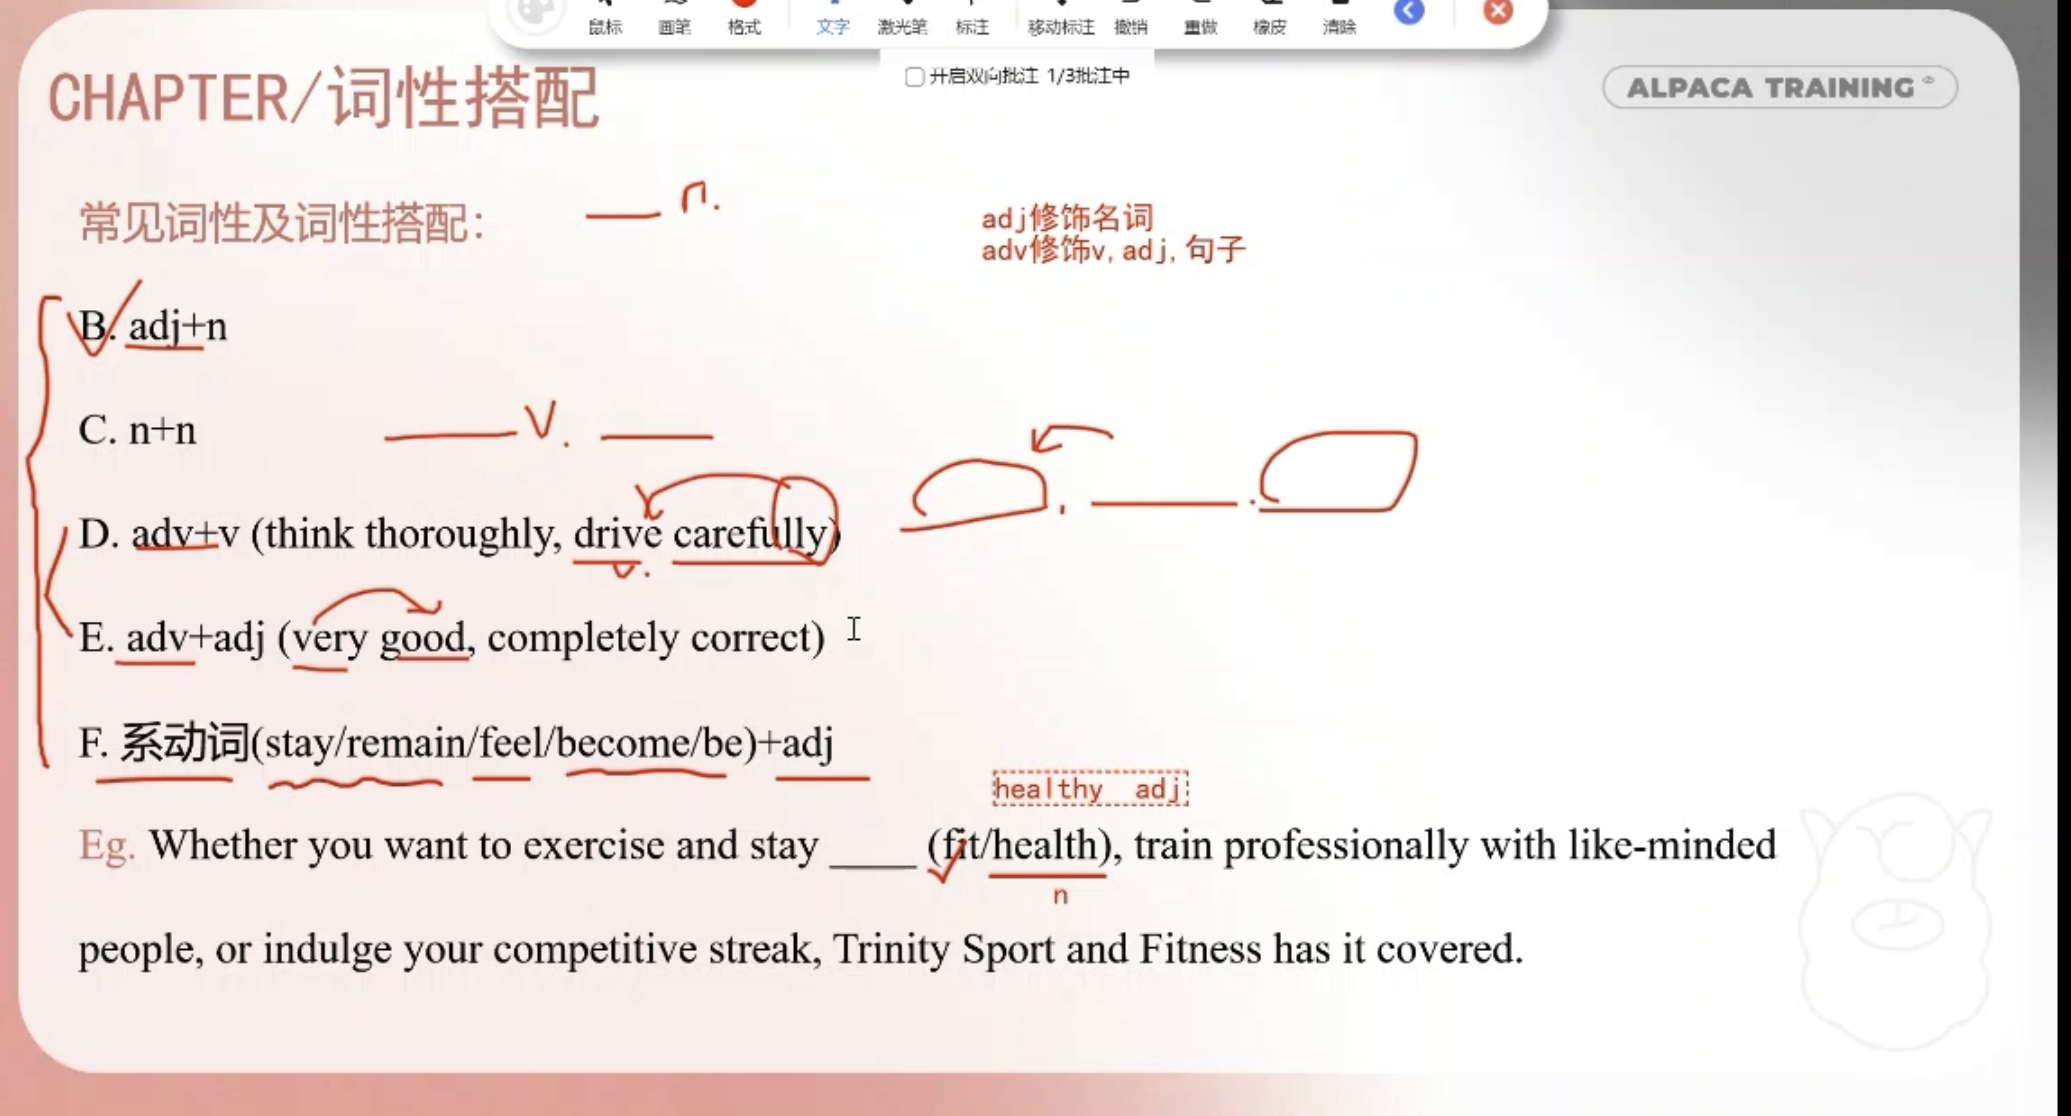 鼠标 画笔 格式 文字 激光笔 标注 移动标注 撤销 重做 橡皮 清除
开启双向批注 1/3批注中
CHAPTER/词性搭配
ALPACA TRAINING
常见词性及词性搭配:
n.
adj修饰名词
adv修饰v, adj, 句子
B. adj+n
C. n+n
v.
D. adv+v (think thoroughly, drive carefully)
v.
E. adv+adj (very good, completely correct)
F. 系动词(stay/remain/feel/become/be)+adj
healthy adj
Eg. Whether you want to exercise and stay ____ (fit/health), train professionally with like-minded
n
people, or indulge your competitive streak, Trinity Sport and Fitness has it covered.